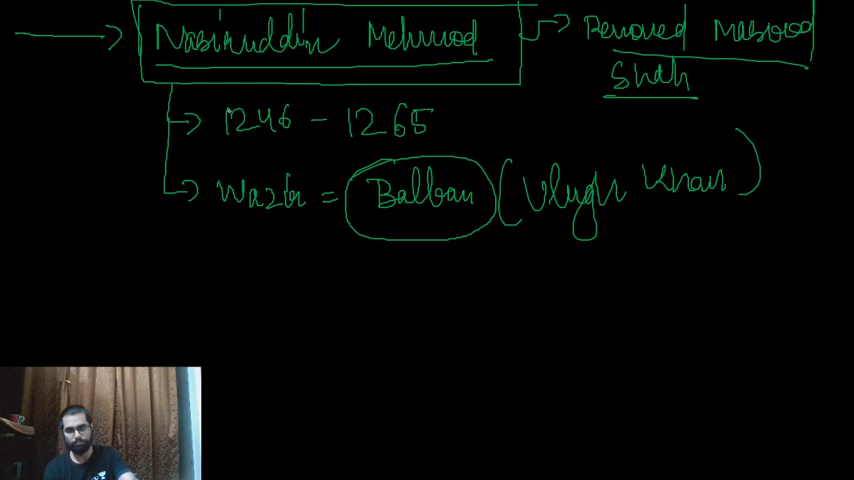 Nasiruddin Mehmood → Removed Masood
Shah
→ 1246 - 1265
→ Wazir = Balban (Ulugh Khan)